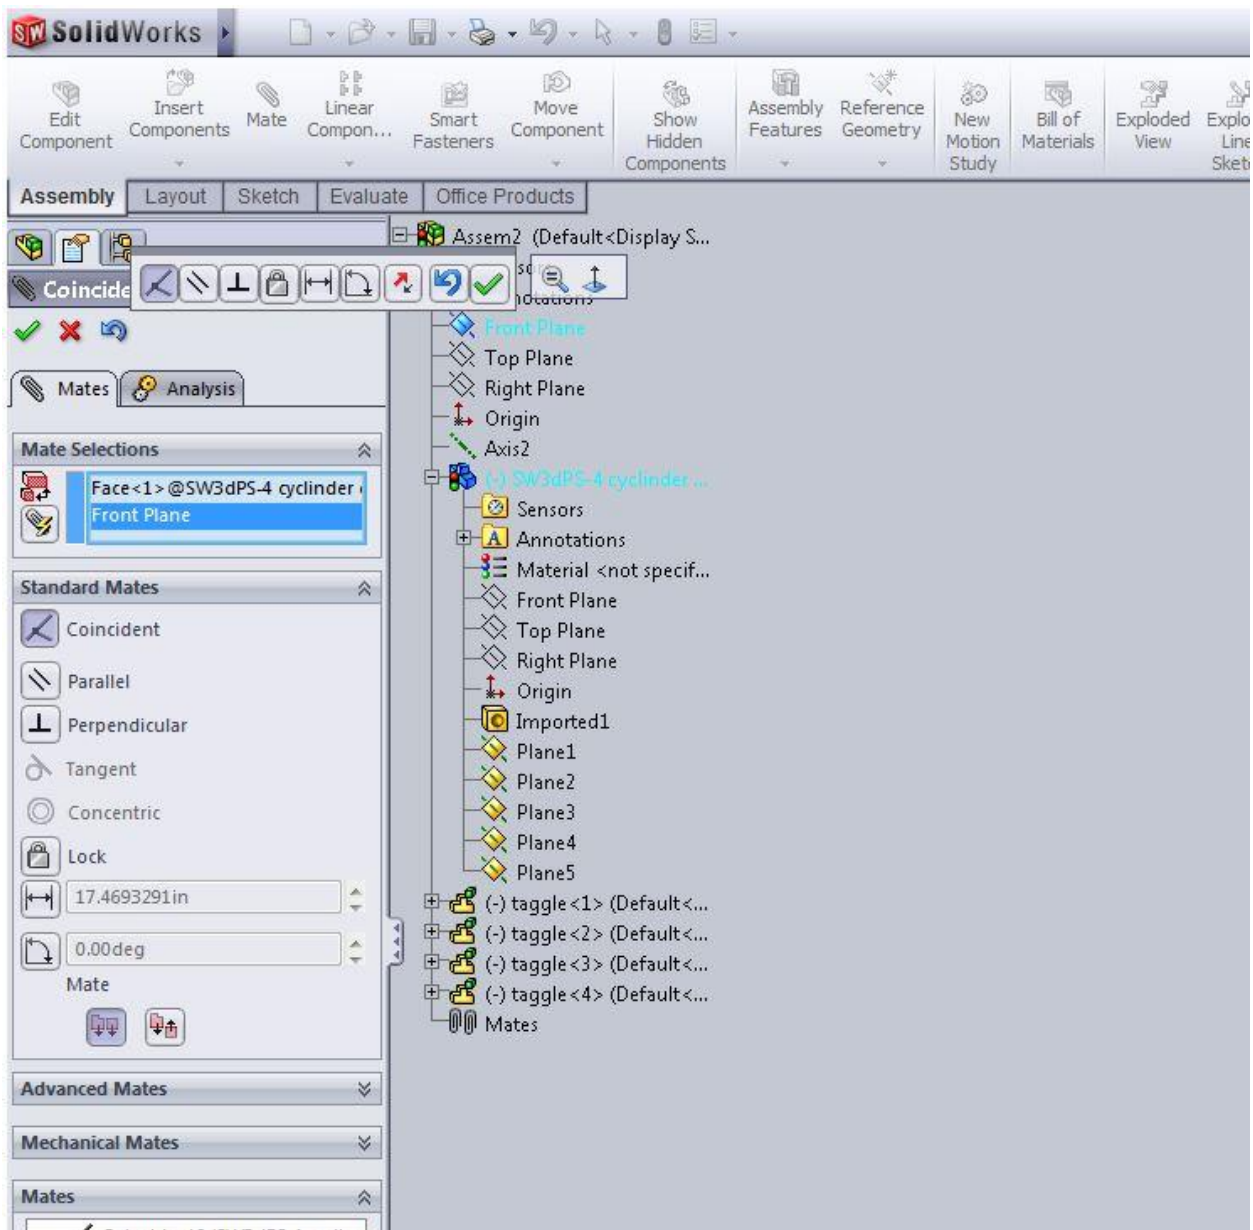 SolidWorks
Edit Component
Insert Components
Mate
Linear Compon...
Smart Fasteners
Move Component
Show Hidden Components
Assembly Features
Reference Geometry
New Motion Study
Bill of Materials
Exploded View
Explo
Line
Sket
Assembly Layout Sketch Evaluate Office Products
Assem2 (Default<Display S...
Coincide
Front Plane
Top Plane
Right Plane
Origin
Axis2
(-) SW3dPS-4 cyclinder ...
Sensors
Annotations
Material <not specif...
Front Plane
Top Plane
Right Plane
Origin
Imported1
Plane1
Plane2
Plane3
Plane4
Plane5
(-) taggle<1> (Default<...
(-) taggle<2> (Default<...
(-) taggle<3> (Default<...
(-) taggle<4> (Default<...
Mates
Mates Analysis
Mate Selections
Face<1>@SW3dPS-4 cyclinder
Front Plane
Standard Mates
Coincident
Parallel
Perpendicular
Tangent
Concentric
Lock
17.4693291in
0.00deg
Mate
Advanced Mates
Mechanical Mates
Mates